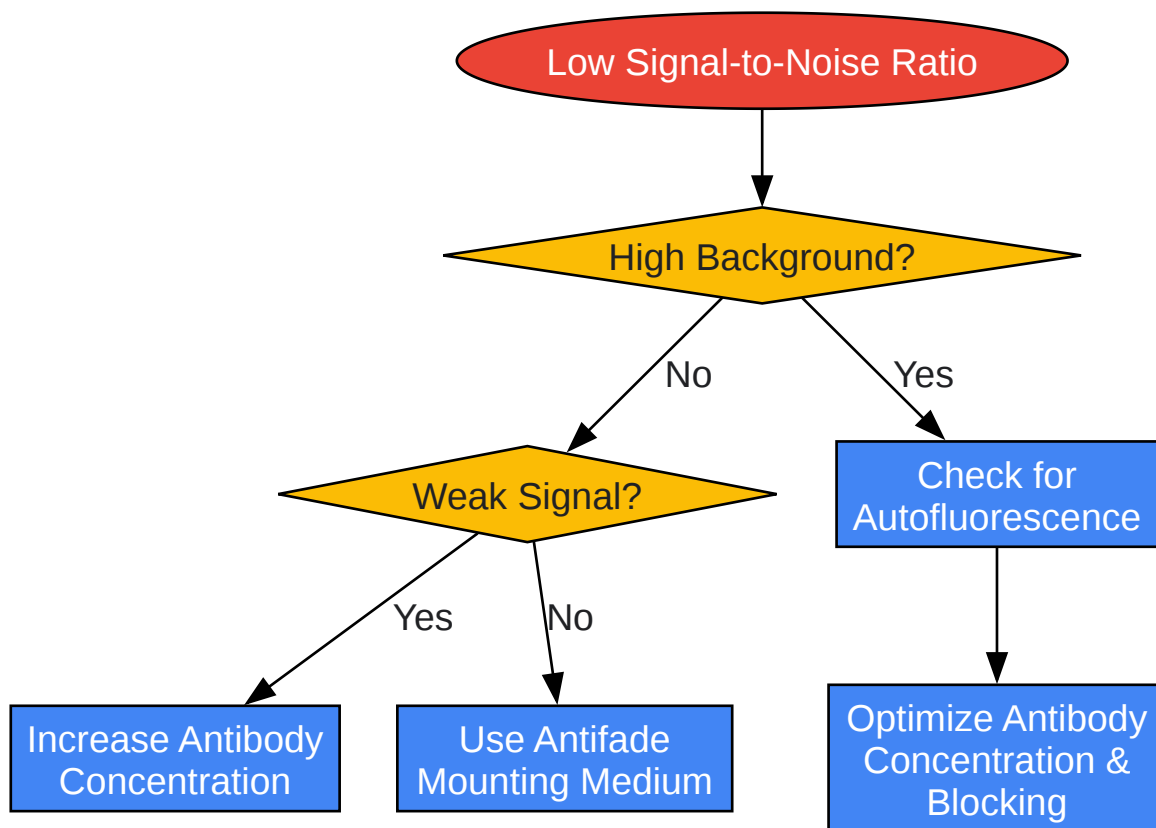 Low Signal-to-Noise Ratio
High Background?
No
Yes
Weak Signal?
Check for
Autofluorescence
Yes
No
Increase Antibody
Concentration
Use Antifade
Mounting Medium
Optimize Antibody
Concentration &
Blocking